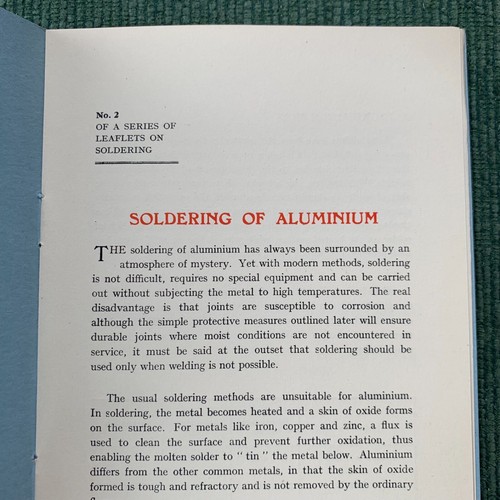 No. 2
OF A SERIES OF
LEAFLETS ON
SOLDERING
SOLDERING OF ALUMINIUM
THE soldering of aluminium has always been surrounded by an
atmosphere of mystery. Yet with modern methods, soldering
is not difficult, requires no special equipment and can be carried
out without subjecting the metal to high temperatures. The real
disadvantage is that joints are susceptible to corrosion and
although the simple protective measures outlined later will ensure
durable joints where moist conditions are not encountered in
service, it must be said at the outset that soldering should be
used only when welding is not possible.
The usual soldering methods are unsuitable for aluminium.
In soldering, the metal becomes heated and a skin of oxide forms
on the surface. For metals like iron, copper and zinc, a flux is
used to clean the surface and prevent further oxidation, thus
enabling the molten solder to " tin " the metal below. Aluminium
differs from the other common metals, in that the skin of oxide
formed is tough and refractory and is not removed by the ordinary